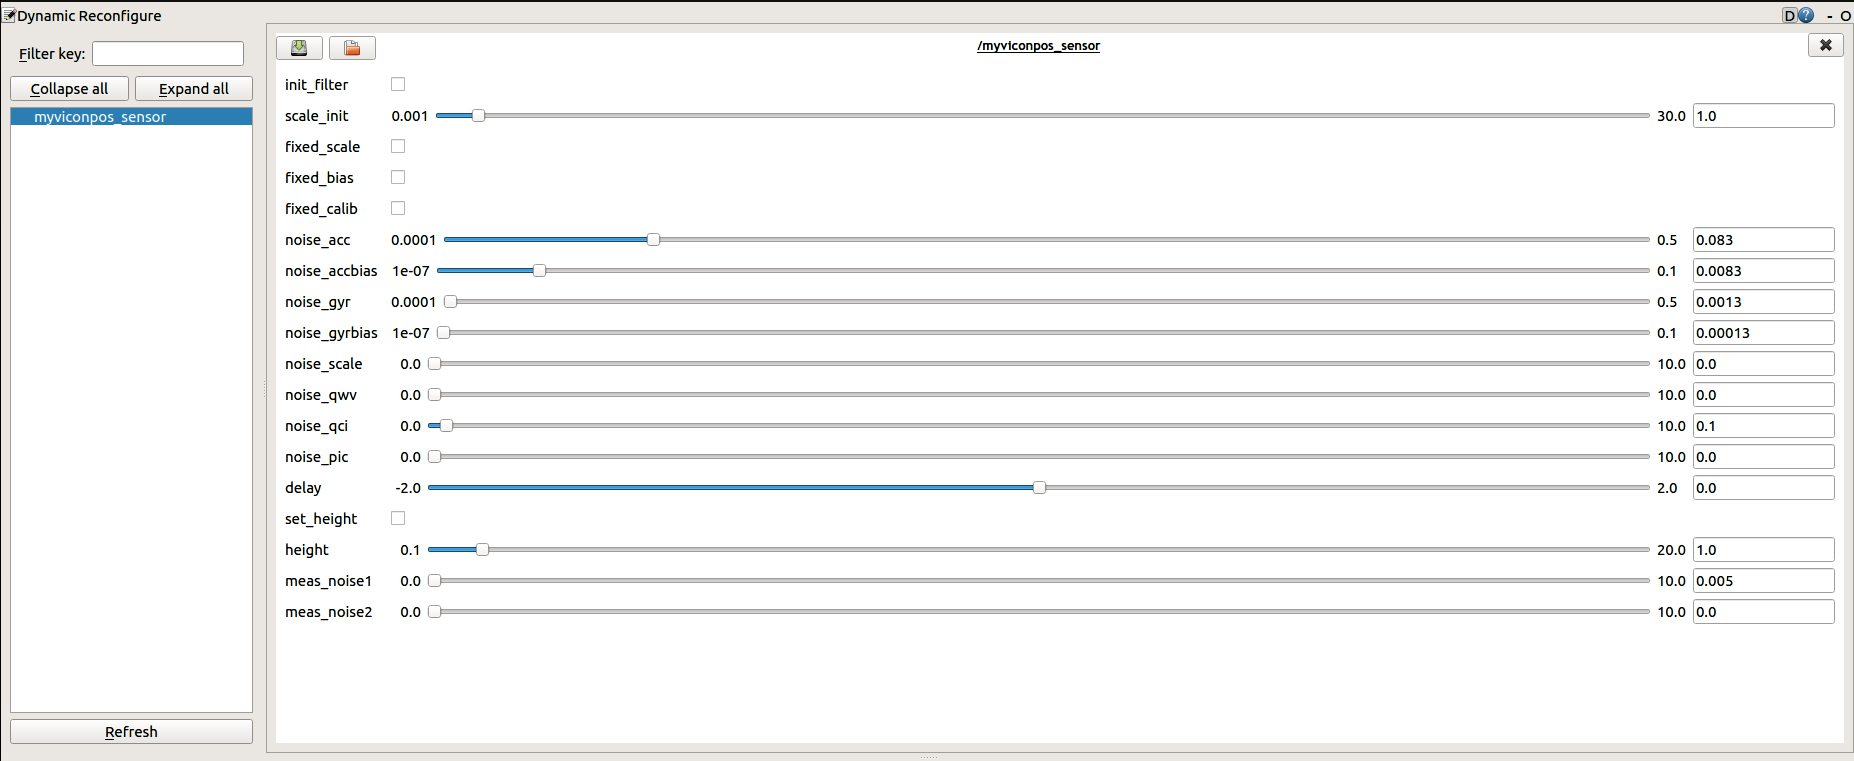 Dynamic Reconfigure D ? - O
Filter key:
/myviconpos_sensor
Collapse all Expand all
myviconpos_sensor
init_filter
scale_init 0.001 30.0 1.0
fixed_scale
fixed_bias
fixed_calib
noise_acc 0.0001 0.5 0.083
noise_accbias 1e-07 0.1 0.0083
noise_gyr 0.0001 0.5 0.0013
noise_gyrbias 1e-07 0.1 0.00013
noise_scale 0.0 10.0 0.0
noise_qwv 0.0 10.0 0.0
noise_qci 0.0 10.0 0.1
noise_pic 0.0 10.0 0.0
delay -2.0 2.0 0.0
set_height
height 0.1 20.0 1.0
meas_noise1 0.0 10.0 0.005
meas_noise2 0.0 10.0 0.0
Refresh